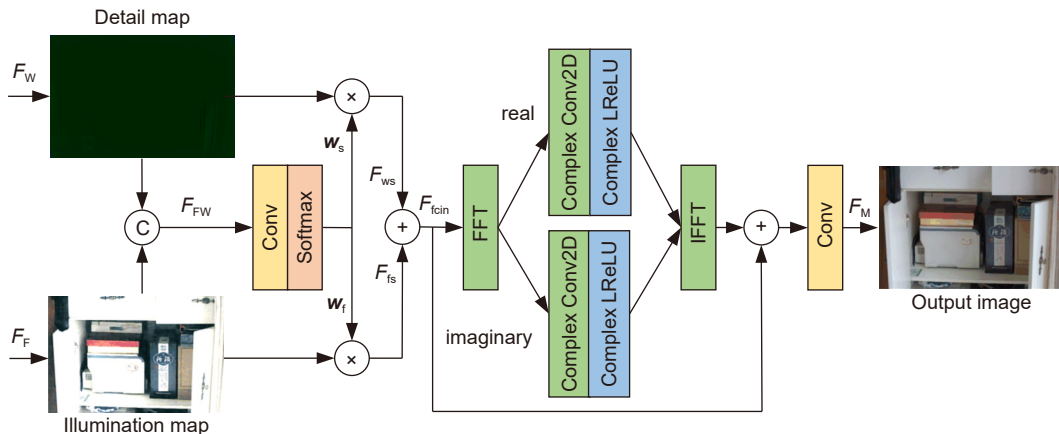 Detail map
F_W
×
real
Complex Conv2D
Complex LReLU
w_s
F_ws
C
F_FW
Conv
Softmax
+
F_fcin
FFT
IFFT
+
Conv
F_M
Output image
F_fs
w_f
imaginary
Complex Conv2D
Complex LReLU
F_F
×
Illumination map